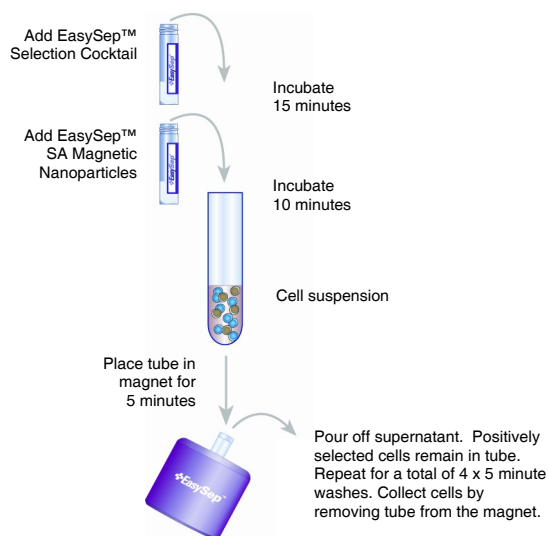 Add EasySep™
Selection Cocktail
EasySep
Incubate
15 minutes
Add EasySep™
SA Magnetic
Nanoparticles
EasySep
Incubate
10 minutes
Cell suspension
Place tube in
magnet for
5 minutes
EasySep™
Pour off supernatant. Positively
selected cells remain in tube.
Repeat for a total of 4 x 5 minute
washes. Collect cells by
removing tube from the magnet.